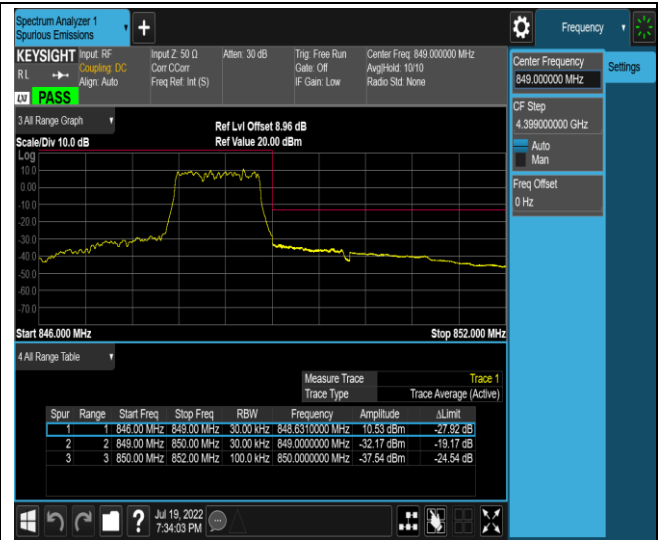 Spectrum Analyzer 1
Spurious Emissions
Frequency
KEYSIGHT
RL
Input: RF
Coupling: DC
Align: Auto
Input Z: 50 Ω
Corr CCorr
Freq Ref: Int (S)
Atten: 30 dB
Trig: Free Run
Gate: Off
IF Gain: Low
Center Freq: 849.000000 MHz
Avg|Hold: 10/10
Radio Std: None
LXI PASS
Center Frequency
849.000000 MHz
Settings
CF Step
4.399000000 GHz
Auto
Man
Freq Offset
0 Hz
3 All Range Graph
Ref Lvl Offset 8.96 dB
Scale/Div 10.0 dB
Ref Value 20.00 dBm
Log
10.0
0.00
-10.0
-20.0
-30.0
-40.0
-50.0
-60.0
-70.0
Start 846.000 MHz
Stop 852.000 MHz
4 All Range Table
Measure Trace Trace 1
Trace Type Trace Average (Active)
Spur Range Start Freq Stop Freq RBW Frequency Amplitude ΔLimit
1 1 846.00 MHz 849.00 MHz 30.00 kHz 848.6310000 MHz 10.53 dBm -27.92 dB
2 2 849.00 MHz 850.00 MHz 30.00 kHz 849.0000000 MHz -32.17 dBm -19.17 dB
3 3 850.00 MHz 852.00 MHz 100.0 kHz 850.0000000 MHz -37.54 dBm -24.54 dB
Jul 19, 2022
7:34:03 PM